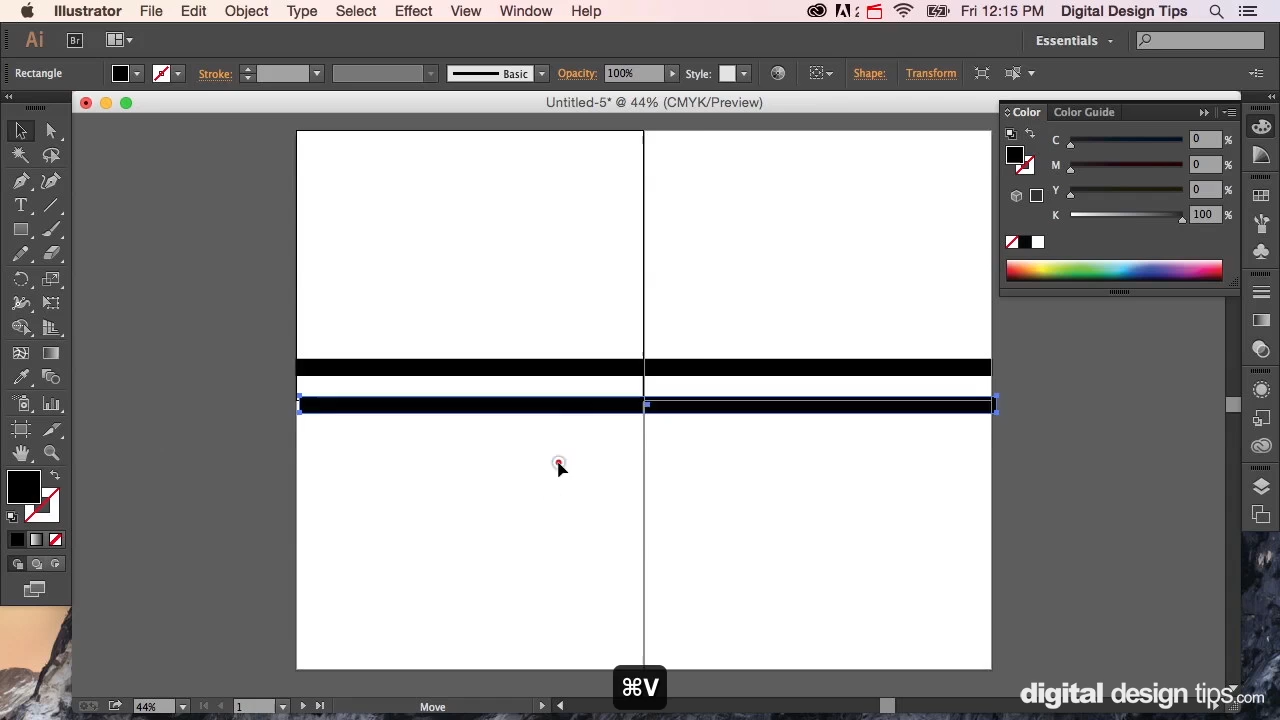 Illustrator File Edit Object Type Select Effect View Window Help 2 Fri 12:15 PM Digital Design Tips
Ai Br Essentials
Rectangle Stroke: Basic Opacity: 100% Style: Shape: Transform
Untitled-5* @ 44% (CMYK/Preview)
Color Color Guide
C 0 %
M 0 %
Y 0 %
K 100 %
T
⌘V
44% 1 Move
digital design tips.com